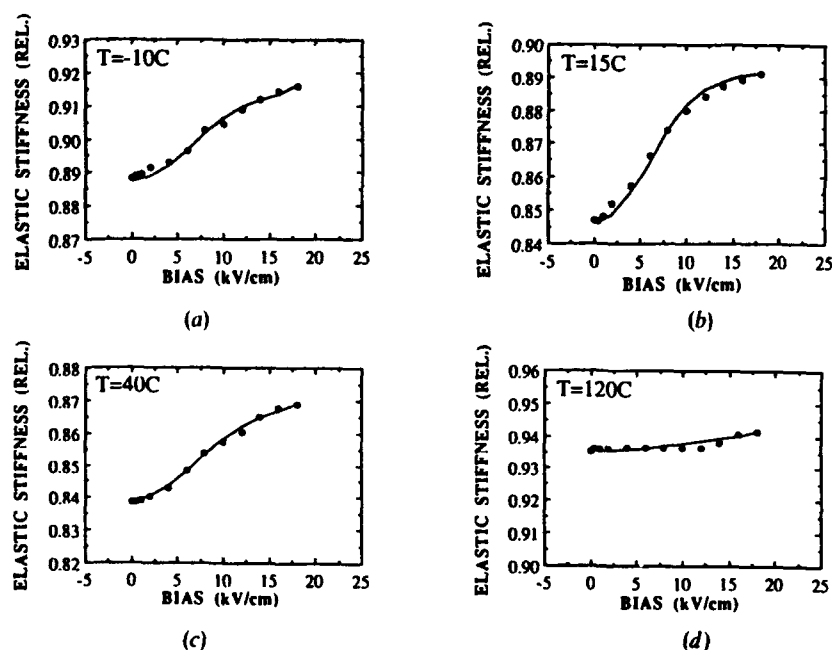 ELASTIC STIFFNESS (REL.)
0.93
0.92
0.91
0.90
0.89
0.88
0.87
T=-10C
-5 0 5 10 15 20 25
BIAS (kV/cm)
(a)
ELASTIC STIFFNESS (REL.)
0.90
0.89
0.88
0.87
0.86
0.85
0.84
T=15C
-5 0 5 10 15 20 25
BIAS (kV/cm)
(b)
ELASTIC STIFFNESS (REL.)
0.88
0.87
0.86
0.85
0.84
0.83
0.82
T=40C
-5 0 5 10 15 20 25
BIAS (kV/cm)
(c)
ELASTIC STIFFNESS (REL.)
0.96
0.95
0.94
0.93
0.92
0.91
0.90
T=120C
-5 0 5 10 15 20 25
BIAS (kV/cm)
(d)